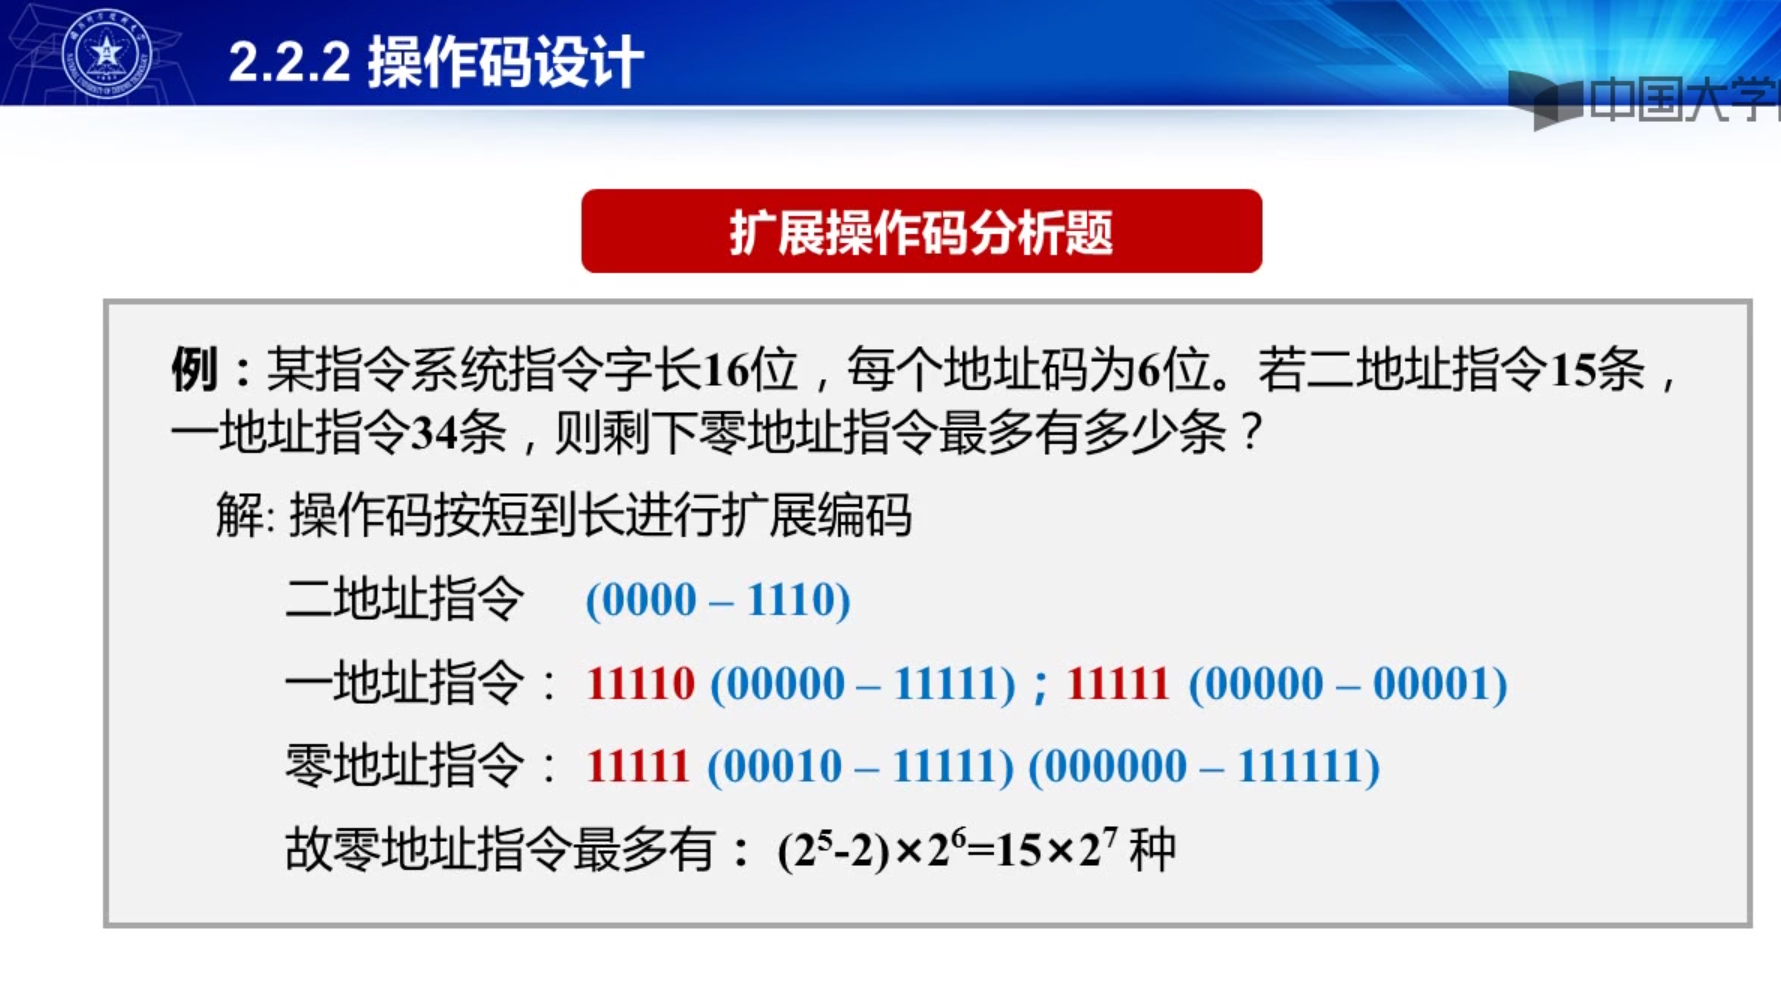 2.2.2 操作码设计
中国大学
扩展操作码分析题
例：某指令系统指令字长16位，每个地址码为6位。若二地址指令15条，
一地址指令34条，则剩下零地址指令最多有多少条？
解: 操作码按短到长进行扩展编码
二地址指令 (0000 – 1110)
一地址指令： 11110 (00000 – 11111)；11111 (00000 – 00001)
零地址指令： 11111 (00010 – 11111) (000000 – 111111)
故零地址指令最多有： (2⁵-2)×2⁶=15×2⁷ 种